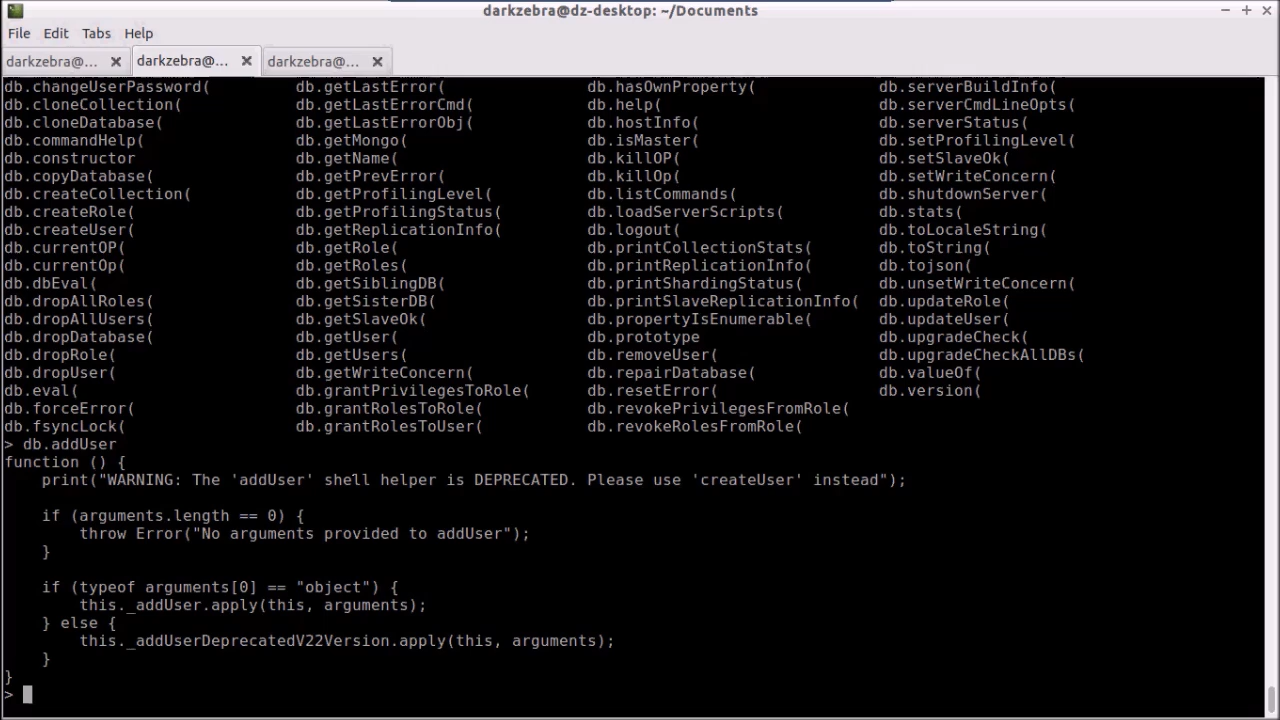 darkzebra@dz-desktop: ~/Documents
File Edit Tabs Help
darkzebra@... darkzebra@... darkzebra@...
db.changeUserPassword( db.getLastError( db.hasOwnProperty( db.serverBuildInfo(
db.cloneCollection( db.getLastErrorCmd( db.help( db.serverCmdLineOpts(
db.cloneDatabase( db.getLastErrorObj( db.hostInfo( db.serverStatus(
db.commandHelp( db.getMongo( db.isMaster( db.setProfilingLevel(
db.constructor db.getName( db.killOP( db.setSlaveOk(
db.copyDatabase( db.getPrevError( db.killOp( db.setWriteConcern(
db.createCollection( db.getProfilingLevel( db.listCommands( db.shutdownServer(
db.createRole( db.getProfilingStatus( db.loadServerScripts( db.stats(
db.createUser( db.getReplicationInfo( db.logout( db.toLocaleString(
db.currentOP( db.getRole( db.printCollectionStats( db.toString(
db.currentOp( db.getRoles( db.printReplicationInfo( db.tojson(
db.dbEval( db.getSiblingDB( db.printShardingStatus( db.unsetWriteConcern(
db.dropAllRoles( db.getSisterDB( db.printSlaveReplicationInfo( db.updateRole(
db.dropAllUsers( db.getSlaveOk( db.propertyIsEnumerable( db.updateUser(
db.dropDatabase( db.getUser( db.prototype db.upgradeCheck(
db.dropRole( db.getUsers( db.removeUser( db.upgradeCheckAllDBs(
db.dropUser( db.getWriteConcern( db.repairDatabase( db.valueOf(
db.eval( db.grantPrivilegesToRole( db.resetError( db.version(
db.forceError( db.grantRolesToRole( db.revokePrivilegesFromRole(
db.fsyncLock( db.grantRolesToUser( db.revokeRolesFromRole(
> db.addUser
function () {
print("WARNING: The 'addUser' shell helper is DEPRECATED. Please use 'createUser' instead");
if (arguments.length == 0) {
throw Error("No arguments provided to addUser");
}
if (typeof arguments[0] == "object") {
this._addUser.apply(this, arguments);
} else {
this._addUserDeprecatedV22Version.apply(this, arguments);
}
}
>